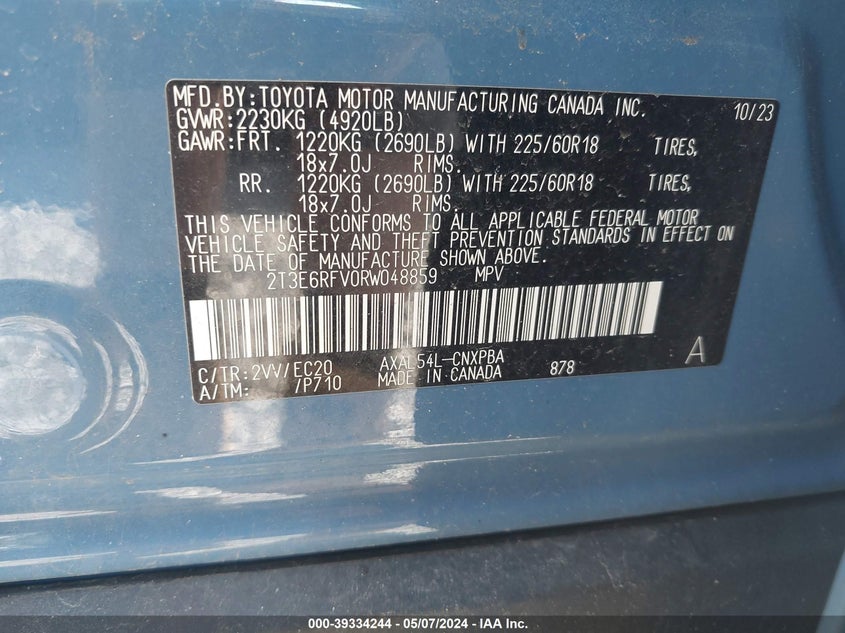 MFD.BY:TOYOTA MOTOR MANUFACTURING CANADA INC. 10/23
GVWR:2230KG (4920LB)
GAWR:FRT. 1220KG (2690LB) WITH 225/60R18 TIRES,
18x7.0J RIMS.
RR. 1220KG (2690LB) WITH 225/60R18 TIRES,
18x7.0J RIMS.
THIS VEHICLE CONFORMS TO ALL APPLICABLE FEDERAL MOTOR
VEHICLE SAFETY AND THEFT PREVENTION STANDARDS IN EFFECT ON
THE DATE OF MANUFACTURE SHOWN ABOVE.
2T3E6RFV0RW048859 MPV
C/TR:2VV/EC20 AXAL54L-CNXPBA
A/TM: /P710 MADE IN CANADA 878 A
000-39334244 — 05/07/2024 — IAA Inc.